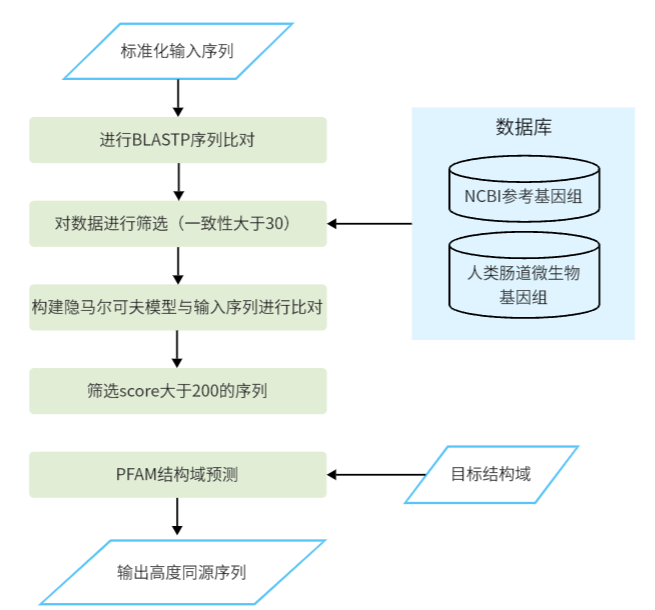 标准化输入序列
进行BLASTP序列比对
数据库
NCBI参考基因组
对数据进行筛选（一致性大于30）
人类肠道微生物
基因组
构建隐马尔可夫模型与输入序列进行比对
筛选score大于200的序列
PFAM结构域预测
目标结构域
输出高度同源序列